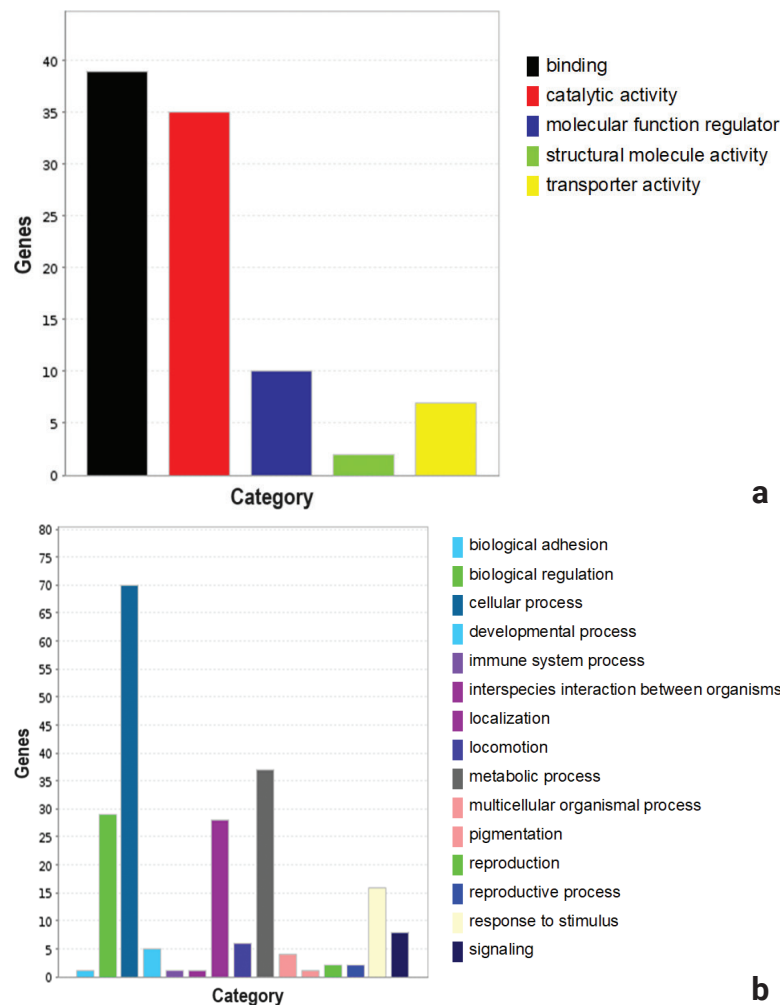 40
35
30
25
20
15
10
5
0
Genes
Category
binding
catalytic activity
molecular function regulator
structural molecule activity
transporter activity
a
80
75
70
65
60
55
50
45
40
35
30
25
20
15
10
5
0
Genes
Category
biological adhesion
biological regulation
cellular process
developmental process
immune system process
interspecies interaction between organisms
localization
locomotion
metabolic process
multicellular organismal process
pigmentation
reproduction
reproductive process
response to stimulus
signaling
b